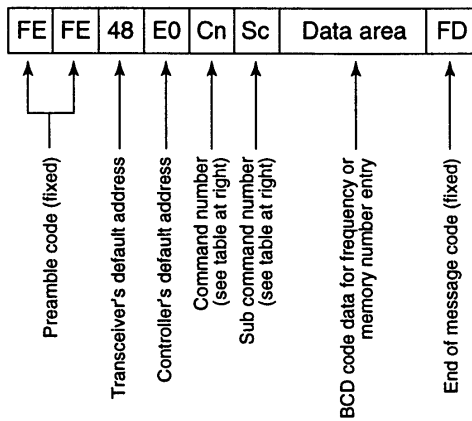 FE FE 48 E0 Cn Sc Data area FD
Preamble code (fixed)
Transceiver's default address
Controller's default address
Command number
(see table at right)
Sub command number
(see table at right)
BCD code data for frequency or
memory number entry
End of message code (fixed)